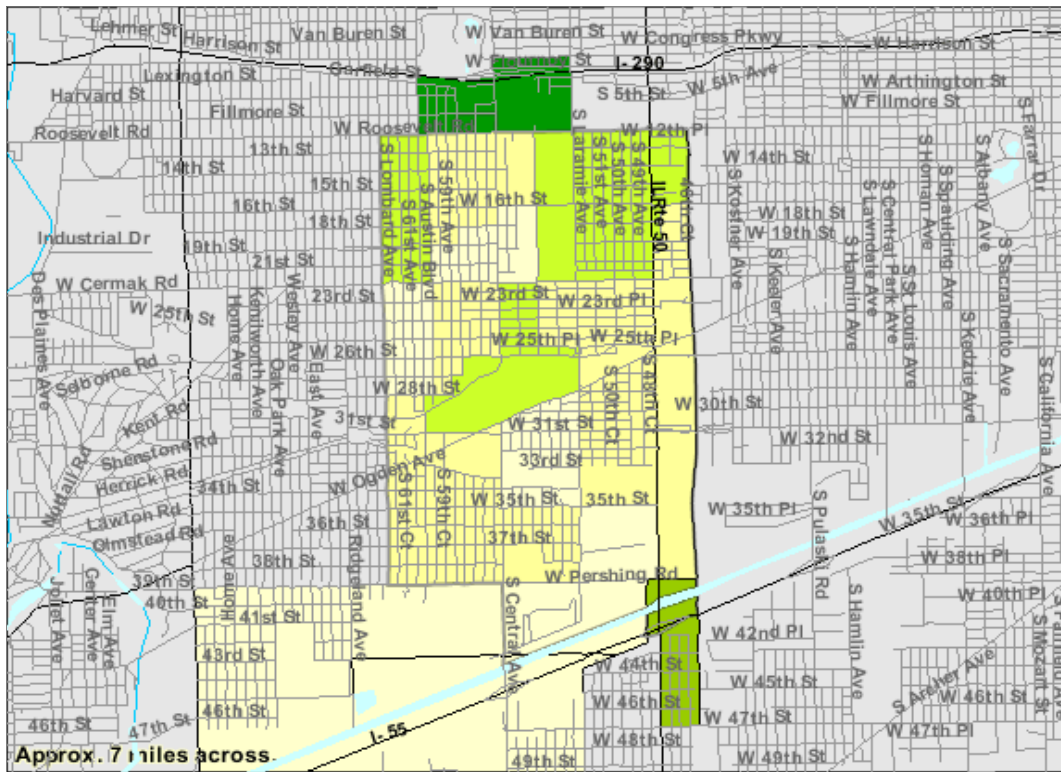 Lehmer St
Harrison St
Van Buren St
W Van Buren St
W Congress Pkwy
W Harrison St
Lexington St
Garfield St
W Flournoy St
I- 290
W 5th Ave
W Arthington St
Harvard St
Fillmore St
S 5th St
W Fillmore St
Roosevelt Rd
W Roosevelt Rd
W 12th Pl
S Farrar Dr
13th St
14th St
15th St
16th St
18th St
19th St
21st St
Industrial Dr
W Cermak Rd
W 25th St
Des Plaines Ave
S Lombard Ave
S 61st Ave
S Austin Blvd
S 59th Ave
W 16th St
S Laramie Ave
S 51st Ave
S 50th Ave
S 49th Ave
IL Rte 50
46th Ct
S Kostner Ave
W 14th St
W 18th St
W 19th St
S Keeler Ave
S Hamlin Ave
S Lawndale Ave
S Central Park Ave
S St Louis Ave
S Homan Ave
S Spaulding Ave
S Kedzie Ave
S Albany Ave
S Sacramento Ave
S California Ave
23rd St
W 23rd St
W 23rd Pl
W 25th Pl
W 25th Pl
W 26th St
W 28th St
Home Ave
Kenilworth Ave
Wesley Ave
Oak Park Ave
East Ave
Selborne Rd
Kent Rd
Shenstone Rd
Herrick Rd
Nuttall Rd
Lawton Rd
Olmstead Rd
31st St
W 31st St
33rd St
W Ogden Ave
S 50th Ct
S 48th Ct
W 30th St
W 32nd St
34th St
36th St
38th St
39th S
40th St
41st St
43rd St
S 61st Ct
S 59th Ct
W 35th St
35th St
37th St
W Pershing Rd
S Central Ave
Ridgeland Ave
Home Ave
Joliet Ave
Center Ave
Elm Ave
W 35th Pl
S Pulaski Rd
W 35th St
W 36th Pl
W 38th Pl
W 40th Pl
S Hamlin Ave
W 42nd Pl
W 44th St
W 45th St
W 46th St
W 47th St
W 48th St
49th St
W 49th St
S Archer Ave
W 46th St
W 47th Pl
S Mozart St
46th St
47th St
46th St
I- 55
Approx. 7 miles across.